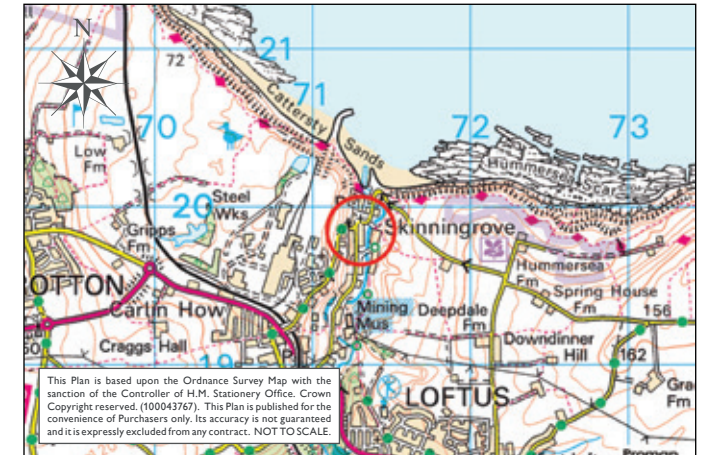 N
21
72
71
Cattersty Sands
70
72
73
Low
Fm
Hummersea Scar
20
Steel
Wks
Skinningrove
Gripps
Fm
OTTON
Hummersea
Fm
Spring House
Fm
Carlin How
Mining
Mus
Deepdale
Fm
156
Craggs Hall
Downdinner
Hill
162
19
P
LOFTUS
Gra
Fm
This Plan is based upon the Ordnance Survey Map with the
sanction of the Controller of H.M. Stationery Office. Crown
Copyright reserved. (100043767). This Plan is published for the
convenience of Purchasers only. Its accuracy is not guaranteed
and it is expressly excluded from any contract. NOT TO SCALE.